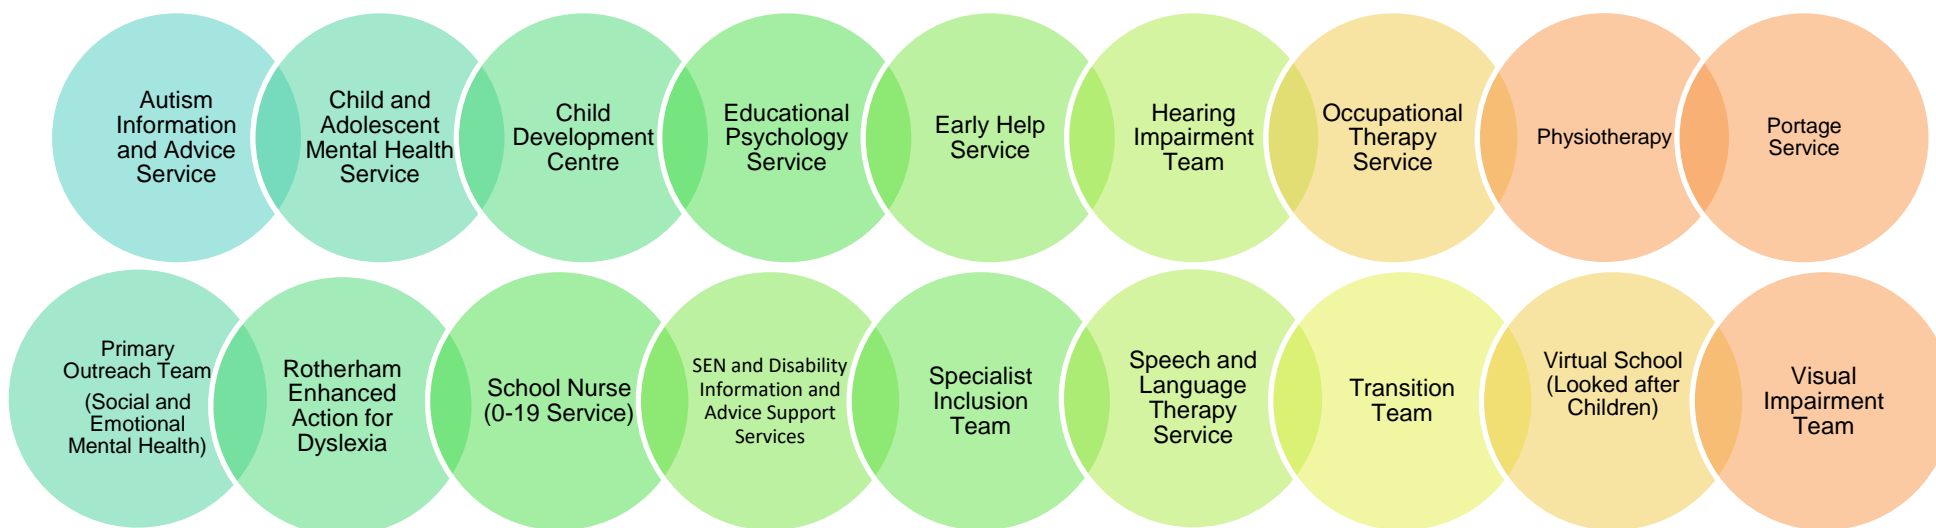 Autism
Information
and Advice
Service
Child and
Adolescent
Mental Health
Service
Child
Development
Centre
Educational
Psychology
Service
Early Help
Service
Hearing
Impairment
Team
Occupational
Therapy
Service
Physiotherapy
Portage
Service
Primary
Outreach Team
(Social and
Emotional
Mental Health)
Rotherham
Enhanced
Action for
Dyslexia
School Nurse
(0-19 Service)
SEN and Disability
Information and
Advice Support
Services
Specialist
Inclusion
Team
Speech and
Language
Therapy
Service
Transition
Team
Virtual School
(Looked after
Children)
Visual
Impairment
Team